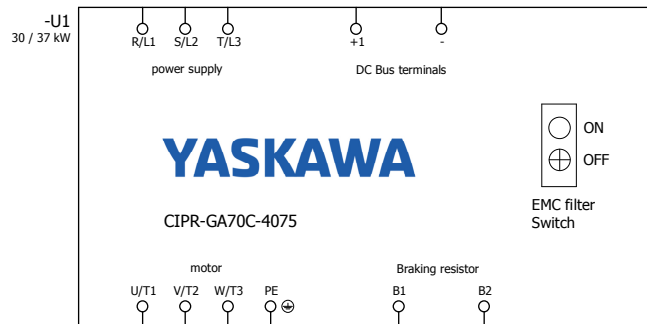 -U1
30 / 37 kW
R/L1 S/L2 T/L3 +1 -
power supply DC Bus terminals
ON
YASKAWA
OFF
EMC filter
Switch
CIPR-GA70C-4075
motor Braking resistor
U/T1 V/T2 W/T3 PE B1 B2